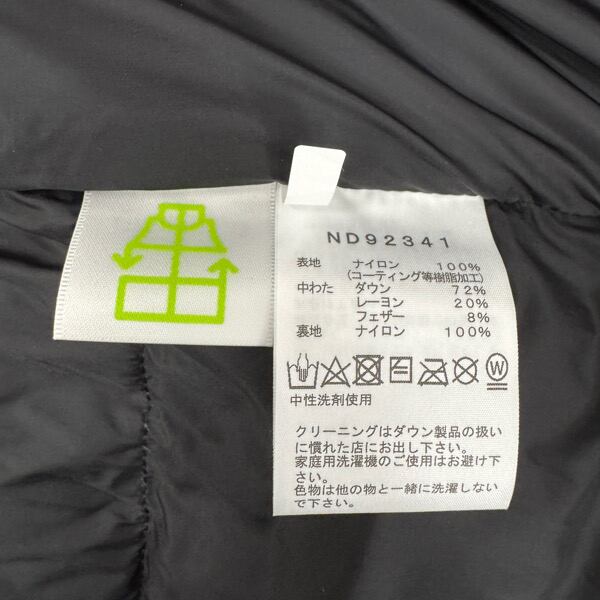 ND92341
表地 ナイロン 100%
(コーティング等樹脂加工)
中わた ダウン 72%
レーヨン 20%
フェザー 8%
裏地 ナイロン 100%
W
中性洗剤使用
クリーニングはダウン製品の扱い
に慣れた店にお出し下さい。
家庭用洗濯機のご使用はお避け下
さい。
色物は他の物と一緒に洗濯しない
で下さい。